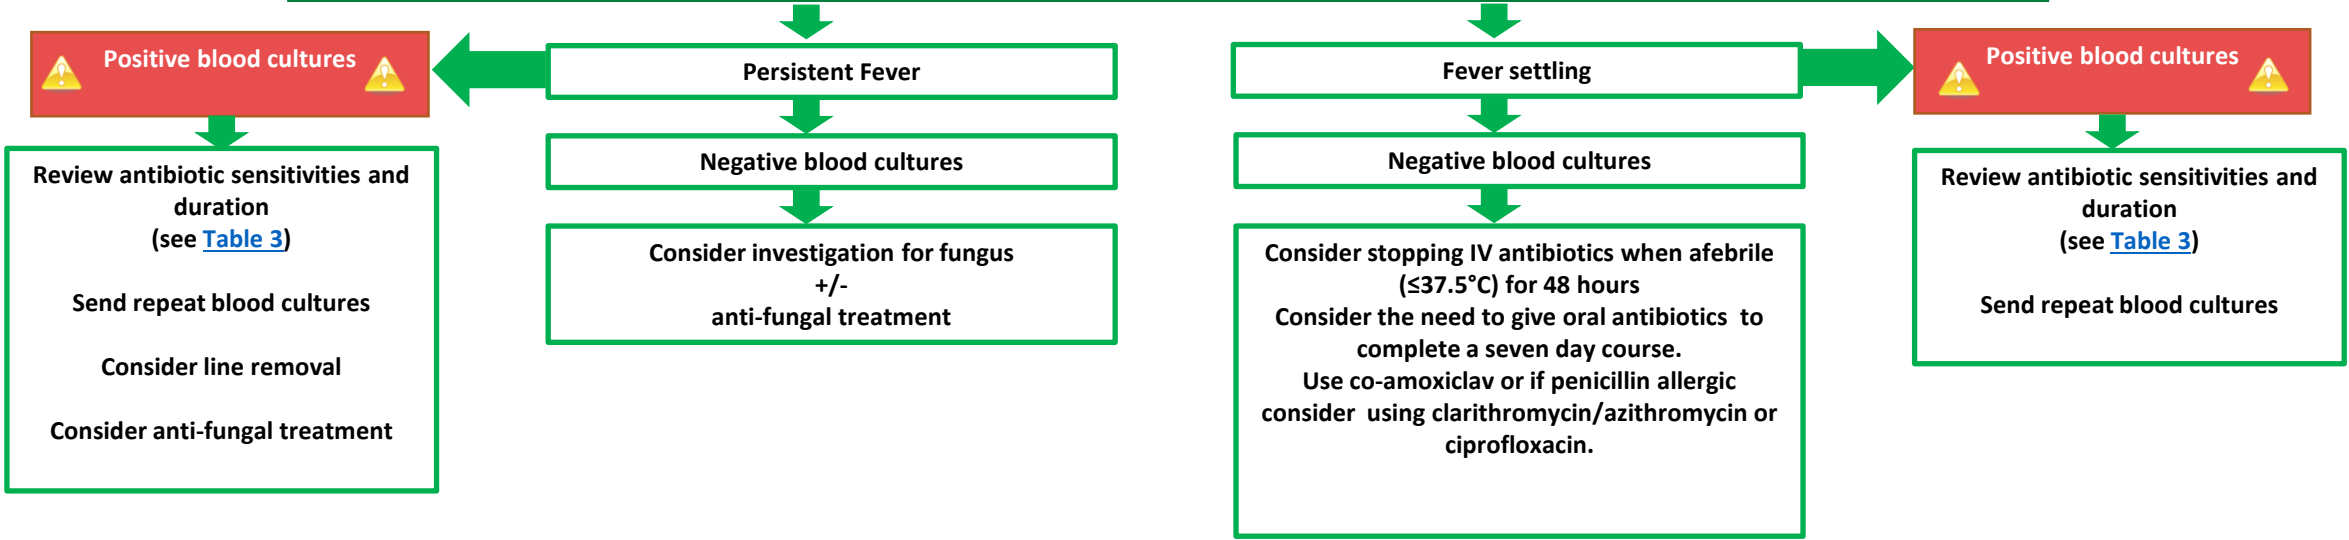 Positive blood cultures
Review antibiotic sensitivities and
duration
(see Table 3)
Send repeat blood cultures
Consider line removal
Consider anti-fungal treatment
Persistent Fever
Negative blood cultures
Consider investigation for fungus
+/-
anti-fungal treatment
Fever settling
Negative blood cultures
Consider stopping IV antibiotics when afebrile
(≤37.5°C) for 48 hours
Consider the need to give oral antibiotics to
complete a seven day course.
Use co-amoxiclav or if penicillin allergic
consider using clarithromycin/azithromycin or
ciprofloxacin.
Positive blood cultures
Review antibiotic sensitivities and
duration
(see Table 3)
Send repeat blood cultures